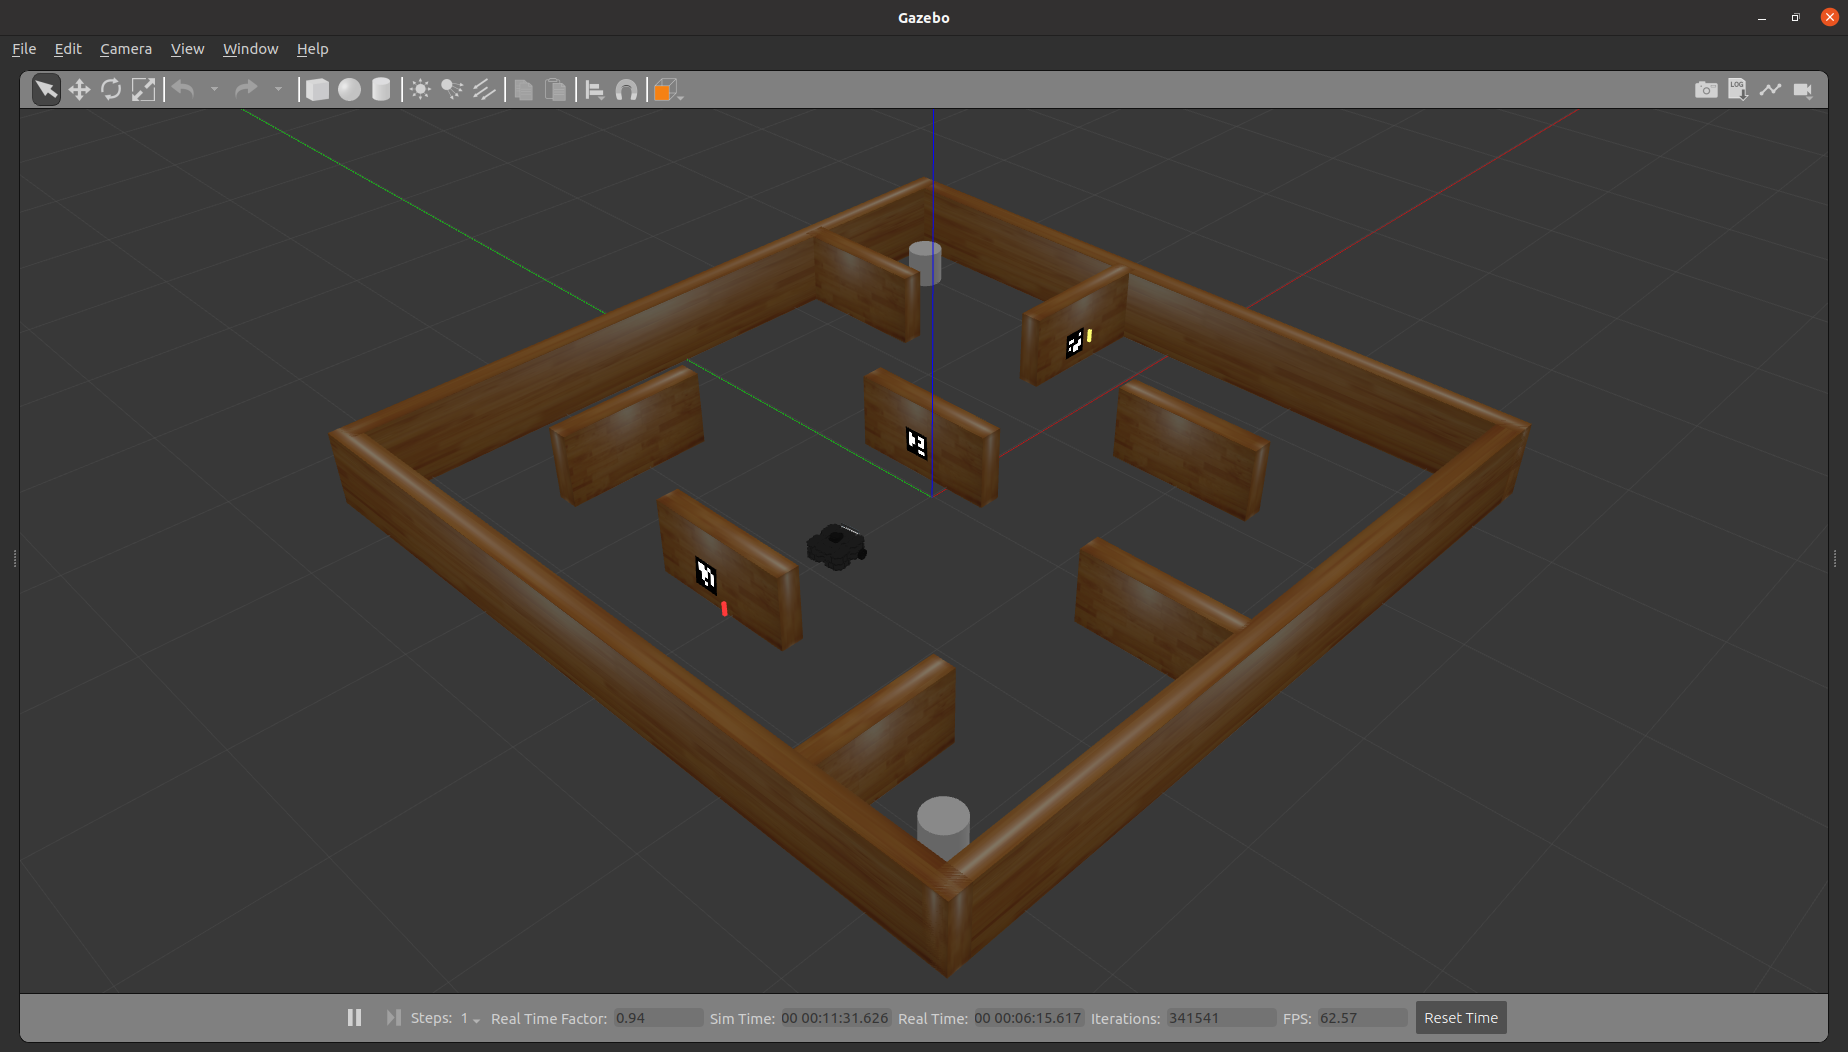 Gazebo
File Edit Camera View Window Help
LOG
Steps: 1 Real Time Factor: 0.94 Sim Time: 00 00:11:31.626 Real Time: 00 00:06:15.617 Iterations: 341541 FPS: 62.57 Reset Time